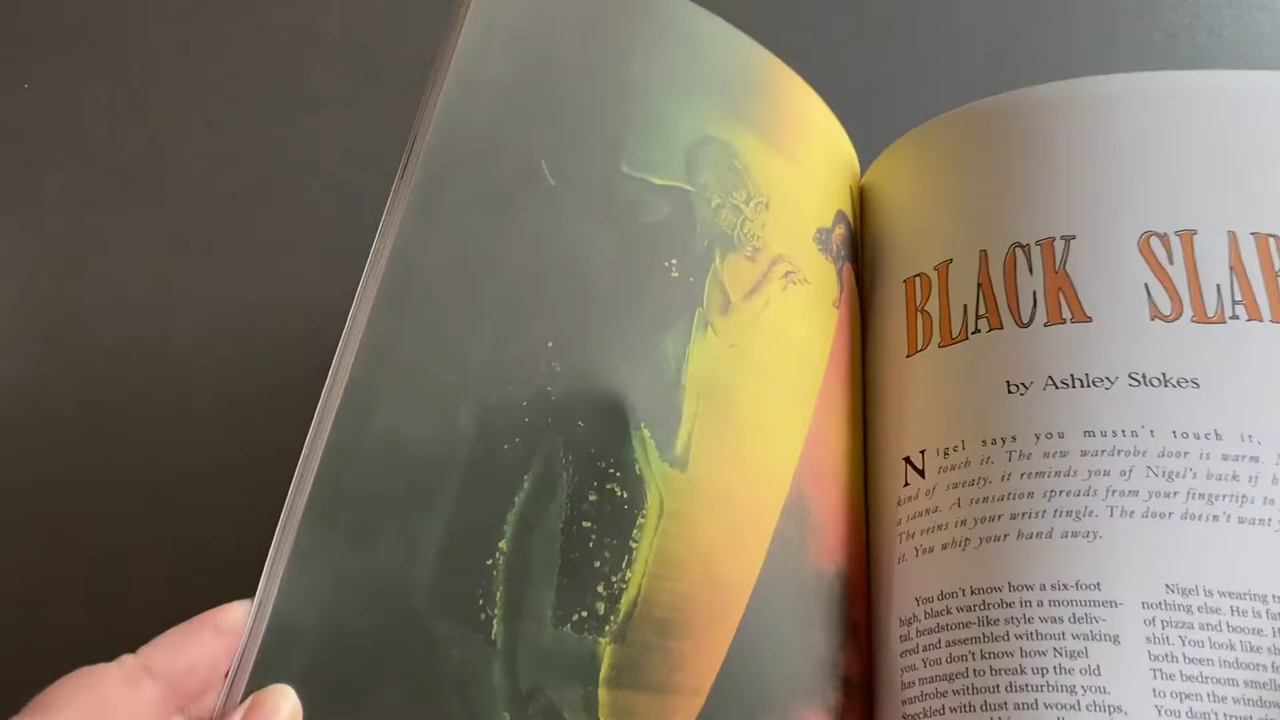 BLACK SLAB
by Ashley Stokes
Nigel says you mustn't touch it,
touch it. The new wardrobe door is warm.
kind of sweaty, it reminds you of Nigel's back if
a sauna. A sensation spreads from your fingertips to
The veins in your wrist tingle. The door doesn't want
it. You whip your hand away.
You don't know how a six-foot
high, black wardrobe in a monumen-
tal, headstone-like style was deliv-
ered and assembled without waking
you. You don't know how Nigel
has managed to break up the old
wardrobe without disturbing you.
Speckled with dust and wood chips,
Nigel is wearing
nothing else. He is
of pizza and booze.
shit. You look like
both been indoors
The bedroom
to open the
You don't